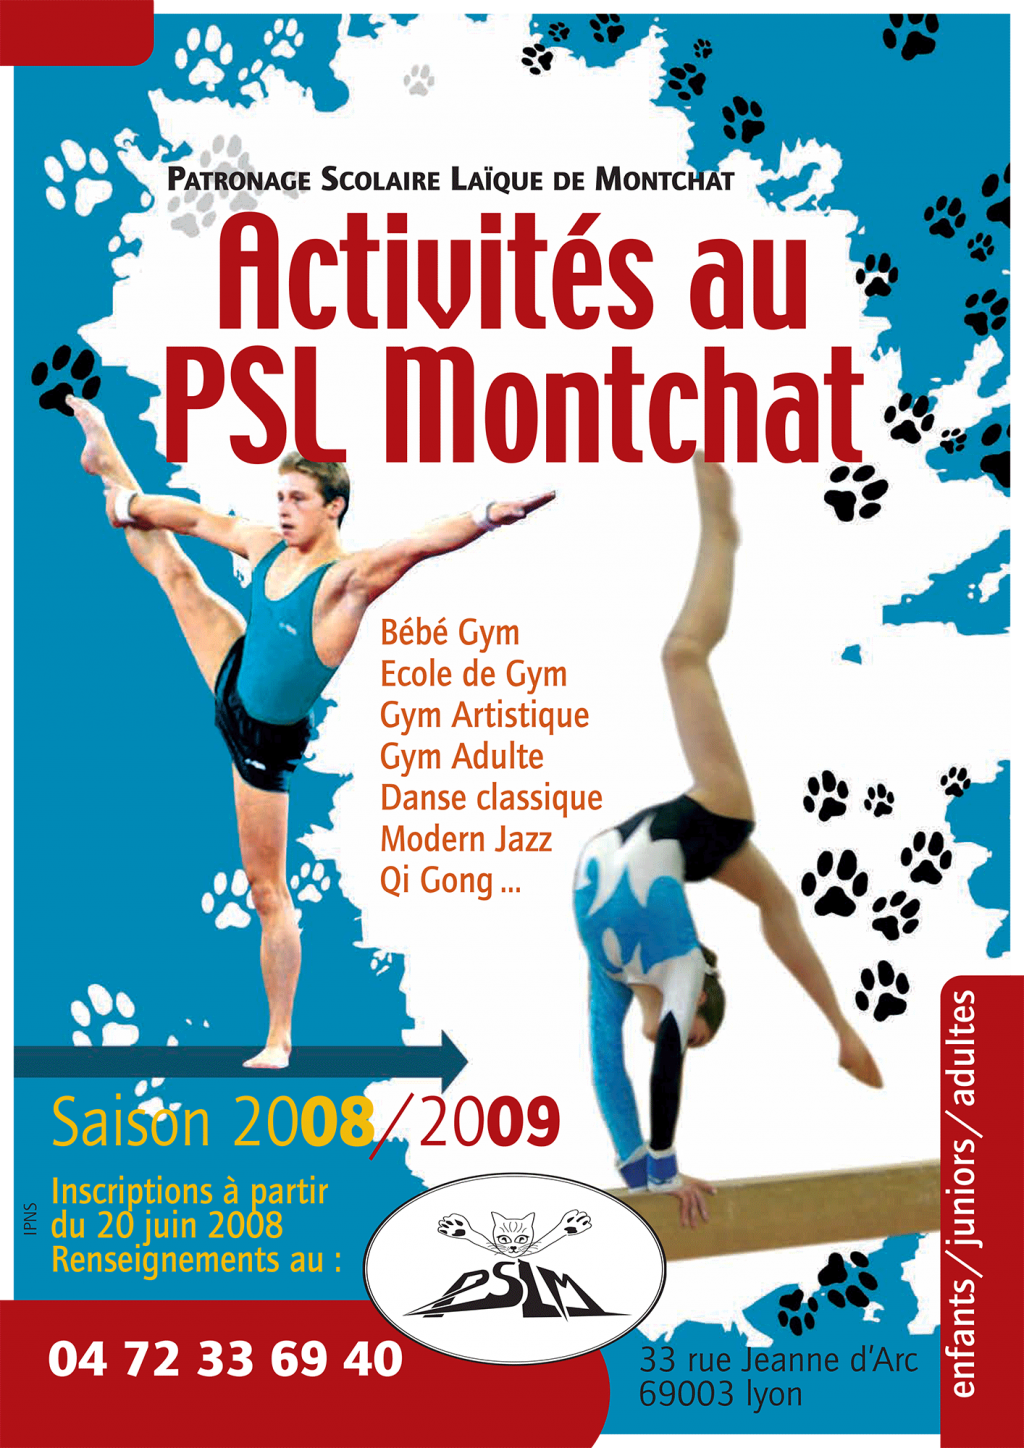 Patronage Scolaire Laïque de Montchat
Activités au
PSL Montchat
Bébé Gym
Ecole de Gym
Gym Artistique
Gym Adulte
Danse classique
Modern Jazz
Qi Gong ...
Saison 2008/2009
Inscriptions à partir
du 20 juin 2008
Renseignements au :
IPNS
PSLM
04 72 33 69 40
33 rue Jeanne d'Arc
69003 lyon
enfants/juniors/adultes